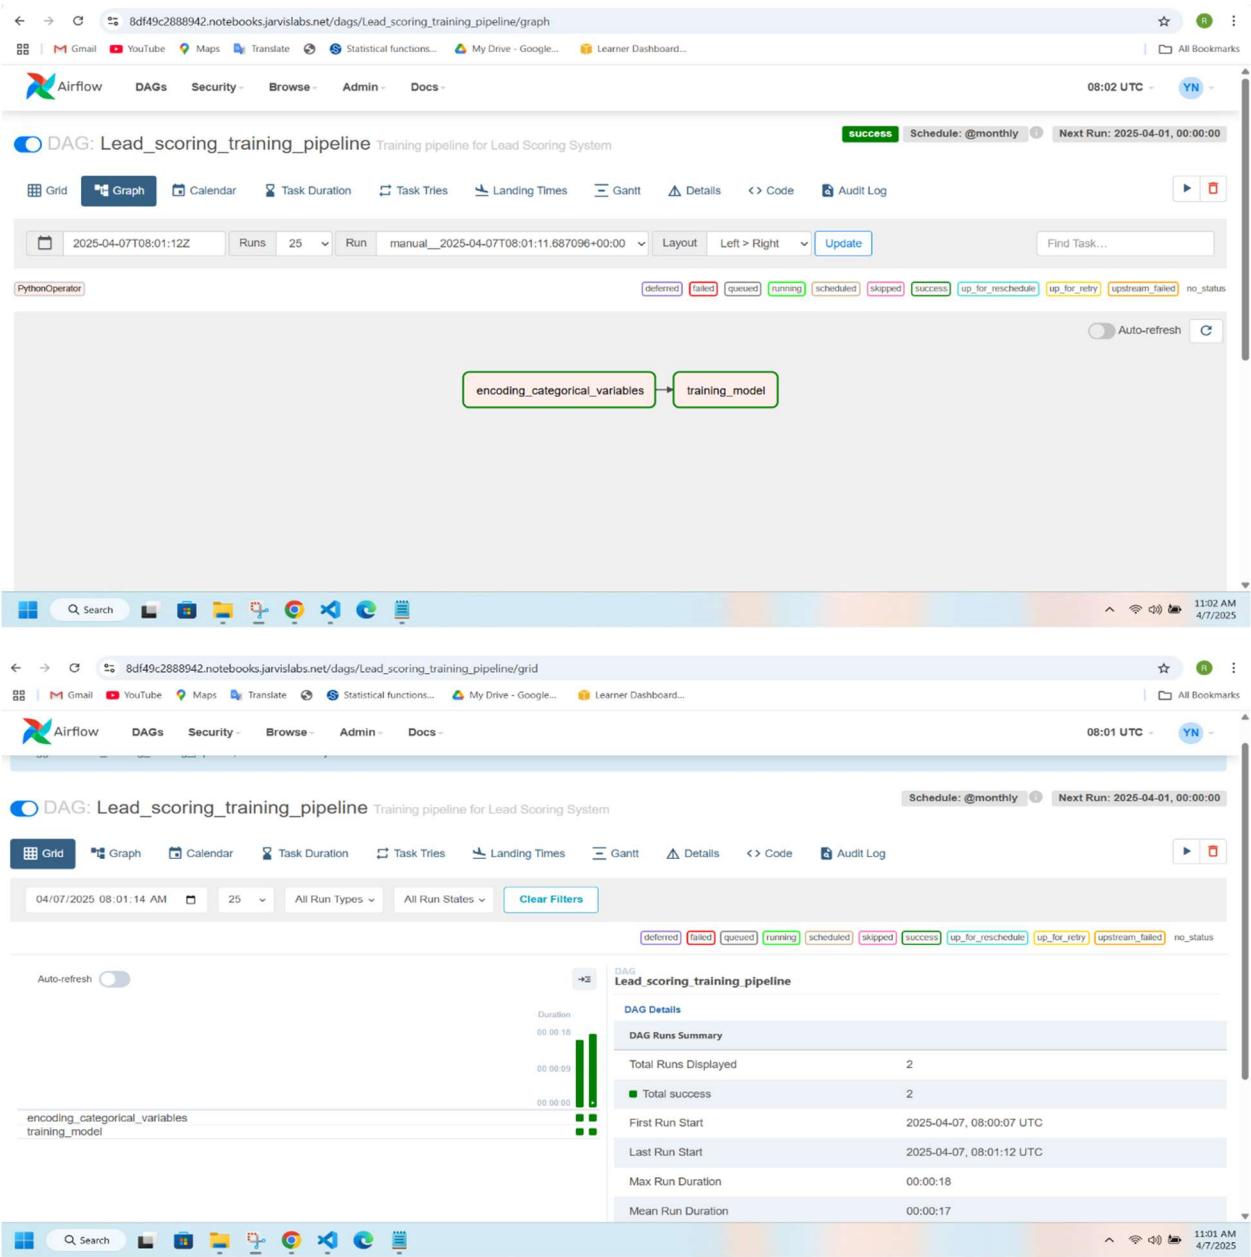 8df49c2888942.notebooks.jarvislabs.net/dags/Lead_scoring_training_pipeline/graph
R
Gmail YouTube Maps Translate Statistical functions... My Drive - Google... Learner Dashboard... All Bookmarks
Airflow DAGs Security Browse Admin Docs 08:02 UTC YN
DAG: Lead_scoring_training_pipeline Training pipeline for Lead Scoring System success Schedule: @monthly i Next Run: 2025-04-01, 00:00:00
Grid Graph Calendar Task Duration Task Tries Landing Times Gantt Details <> Code Audit Log
2025-04-07T08:01:12Z Runs 25 Run manual__2025-04-07T08:01:11.687096+00:00 Layout Left > Right Update Find Task...
PythonOperator deferred failed queued running scheduled skipped success up_for_reschedule up_for_retry upstream_failed no_status
Auto-refresh
encoding_categorical_variables training_model
Search 11:02 AM
4/7/2025
8df49c2888942.notebooks.jarvislabs.net/dags/Lead_scoring_training_pipeline/grid
R
Gmail YouTube Maps Translate Statistical functions... My Drive - Google... Learner Dashboard... All Bookmarks
Airflow DAGs Security Browse Admin Docs 08:01 UTC YN
DAG: Lead_scoring_training_pipeline Training pipeline for Lead Scoring System Schedule: @monthly i Next Run: 2025-04-01, 00:00:00
Grid Graph Calendar Task Duration Task Tries Landing Times Gantt Details <> Code Audit Log
04/07/2025 08:01:14 AM 25 All Run Types All Run States Clear Filters
deferred failed queued running scheduled skipped success up_for_reschedule up_for_retry upstream_failed no_status
Auto-refresh
Duration
00:00:18
00:00:09
00:00:00
encoding_categorical_variables
training_model
DAG
Lead_scoring_training_pipeline
DAG Details
DAG Runs Summary
Total Runs Displayed 2
Total success 2
First Run Start 2025-04-07, 08:00:07 UTC
Last Run Start 2025-04-07, 08:01:12 UTC
Max Run Duration 00:00:18
Mean Run Duration 00:00:17
Search 11:01 AM
4/7/2025